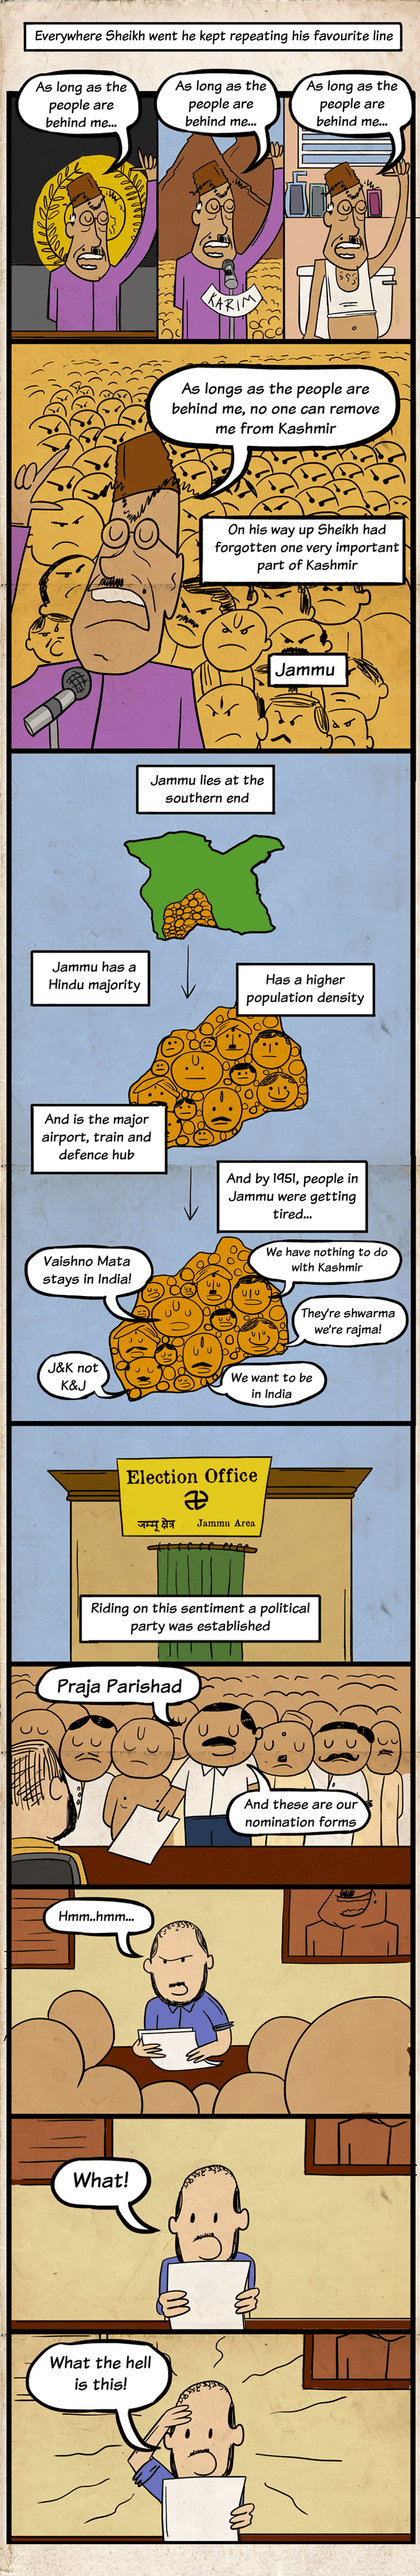 Everywhere Sheikh went he kept repeating his favourite line
As long as the
people are
behind me...
As long as the
people are
behind me...
As long as the
people are
behind me...
KARIM
As longs as the people are
behind me, no one can remove
me from Kashmir
On his way up Sheikh had
forgotten one very important
part of Kashmir
Jammu
Jammu lies at the
southern end
Jammu has a
Hindu majority
Has a higher
population density
And is the major
airport, train and
defence hub
And by 1951, people in
Jammu were getting
tired...
Vaishno Mata
stays in India!
We have nothing to do
with Kashmir
They're shwarma
we're rajma!
J&K not
K&J
We want to be
in India
Election Office
जम्मू क्षेत्र
Jammu Area
Riding on this sentiment a political
party was established
Praja Parishad
And these are our
nomination forms
Hmm..hmm...
What!
What the hell
is this!